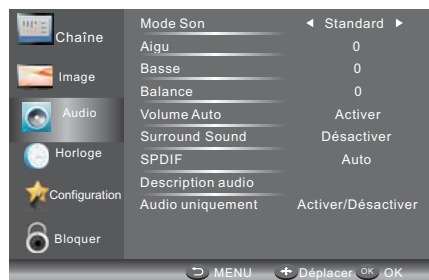 Chaîne
Image
Audio
Horloge
Configuration
Bloquer
Mode Son Standard
Aigu 0
Basse 0
Balance 0
Volume Auto Activer
Surround Sound Désactiver
SPDIF Auto
Description audio
Audio uniquement Activer/Désactiver
MENU Déplacer OK OK